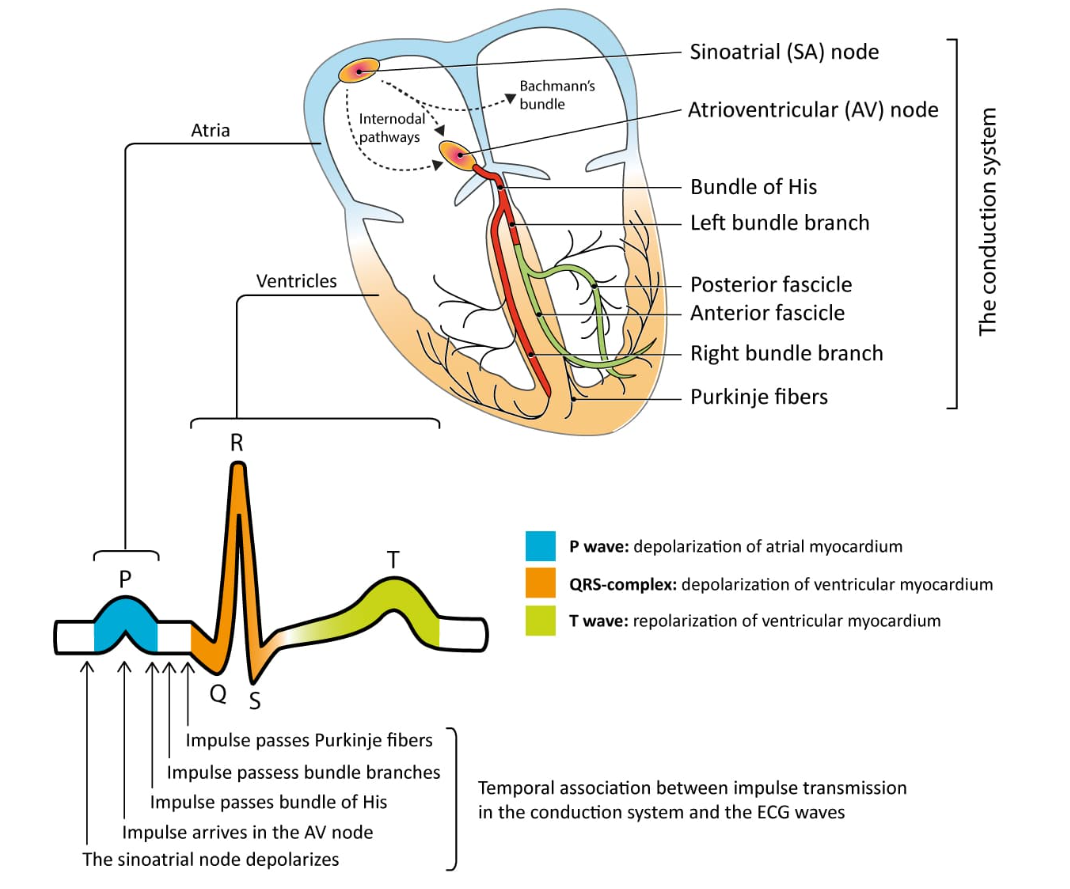 Sinoatrial (SA) node
Bachmann's
bundle
Atrioventricular (AV) node
Internodal
pathways
Atria
Bundle of His
Left bundle branch
Ventricles
Posterior fascicle
Anterior fascicle
Right bundle branch
Purkinje fibers
The conduction system
R
T
P
P wave: depolarization of atrial myocardium
QRS-complex: depolarization of ventricular myocardium
T wave: repolarization of ventricular myocardium
Q
S
Impulse passes Purkinje fibers
Impulse passess bundle branches
Impulse passes bundle of His
Impulse arrives in the AV node
The sinoatrial node depolarizes
Temporal association between impulse transmission
in the conduction system and the ECG waves